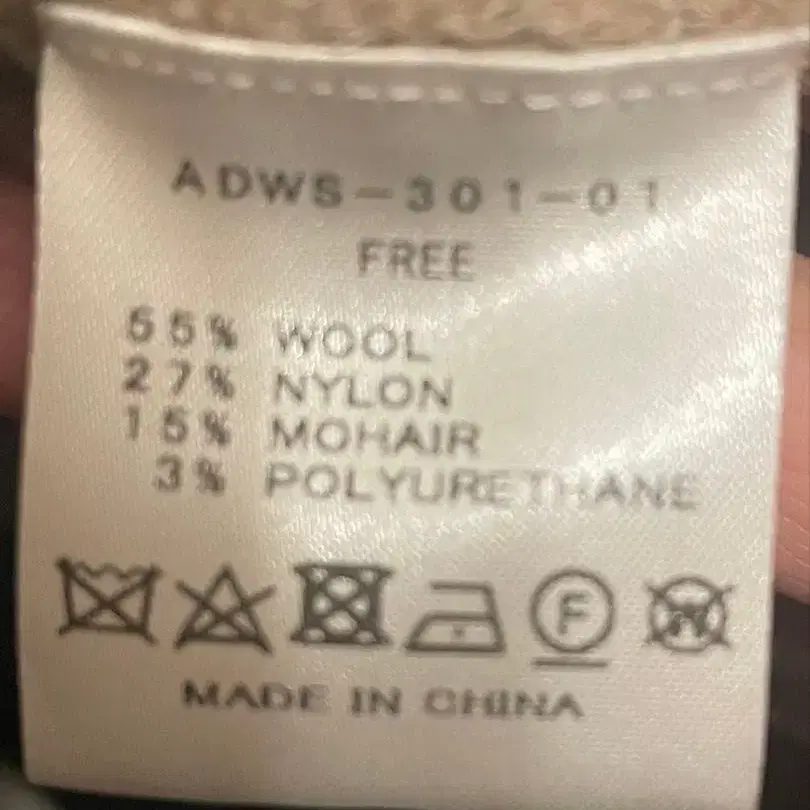 ADWS-301-01
FREE
55% WOOL
27% NYLON
15% MOHAIR
3% POLYURETHANE
F
W
MADE IN CHINA